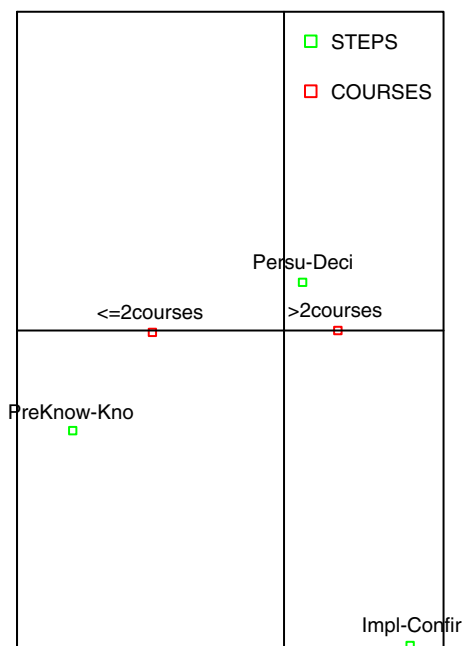 STEPS
COURSES
Persu-Deci
<=2courses
>2courses
PreKnow-Kno
Impl-Confir